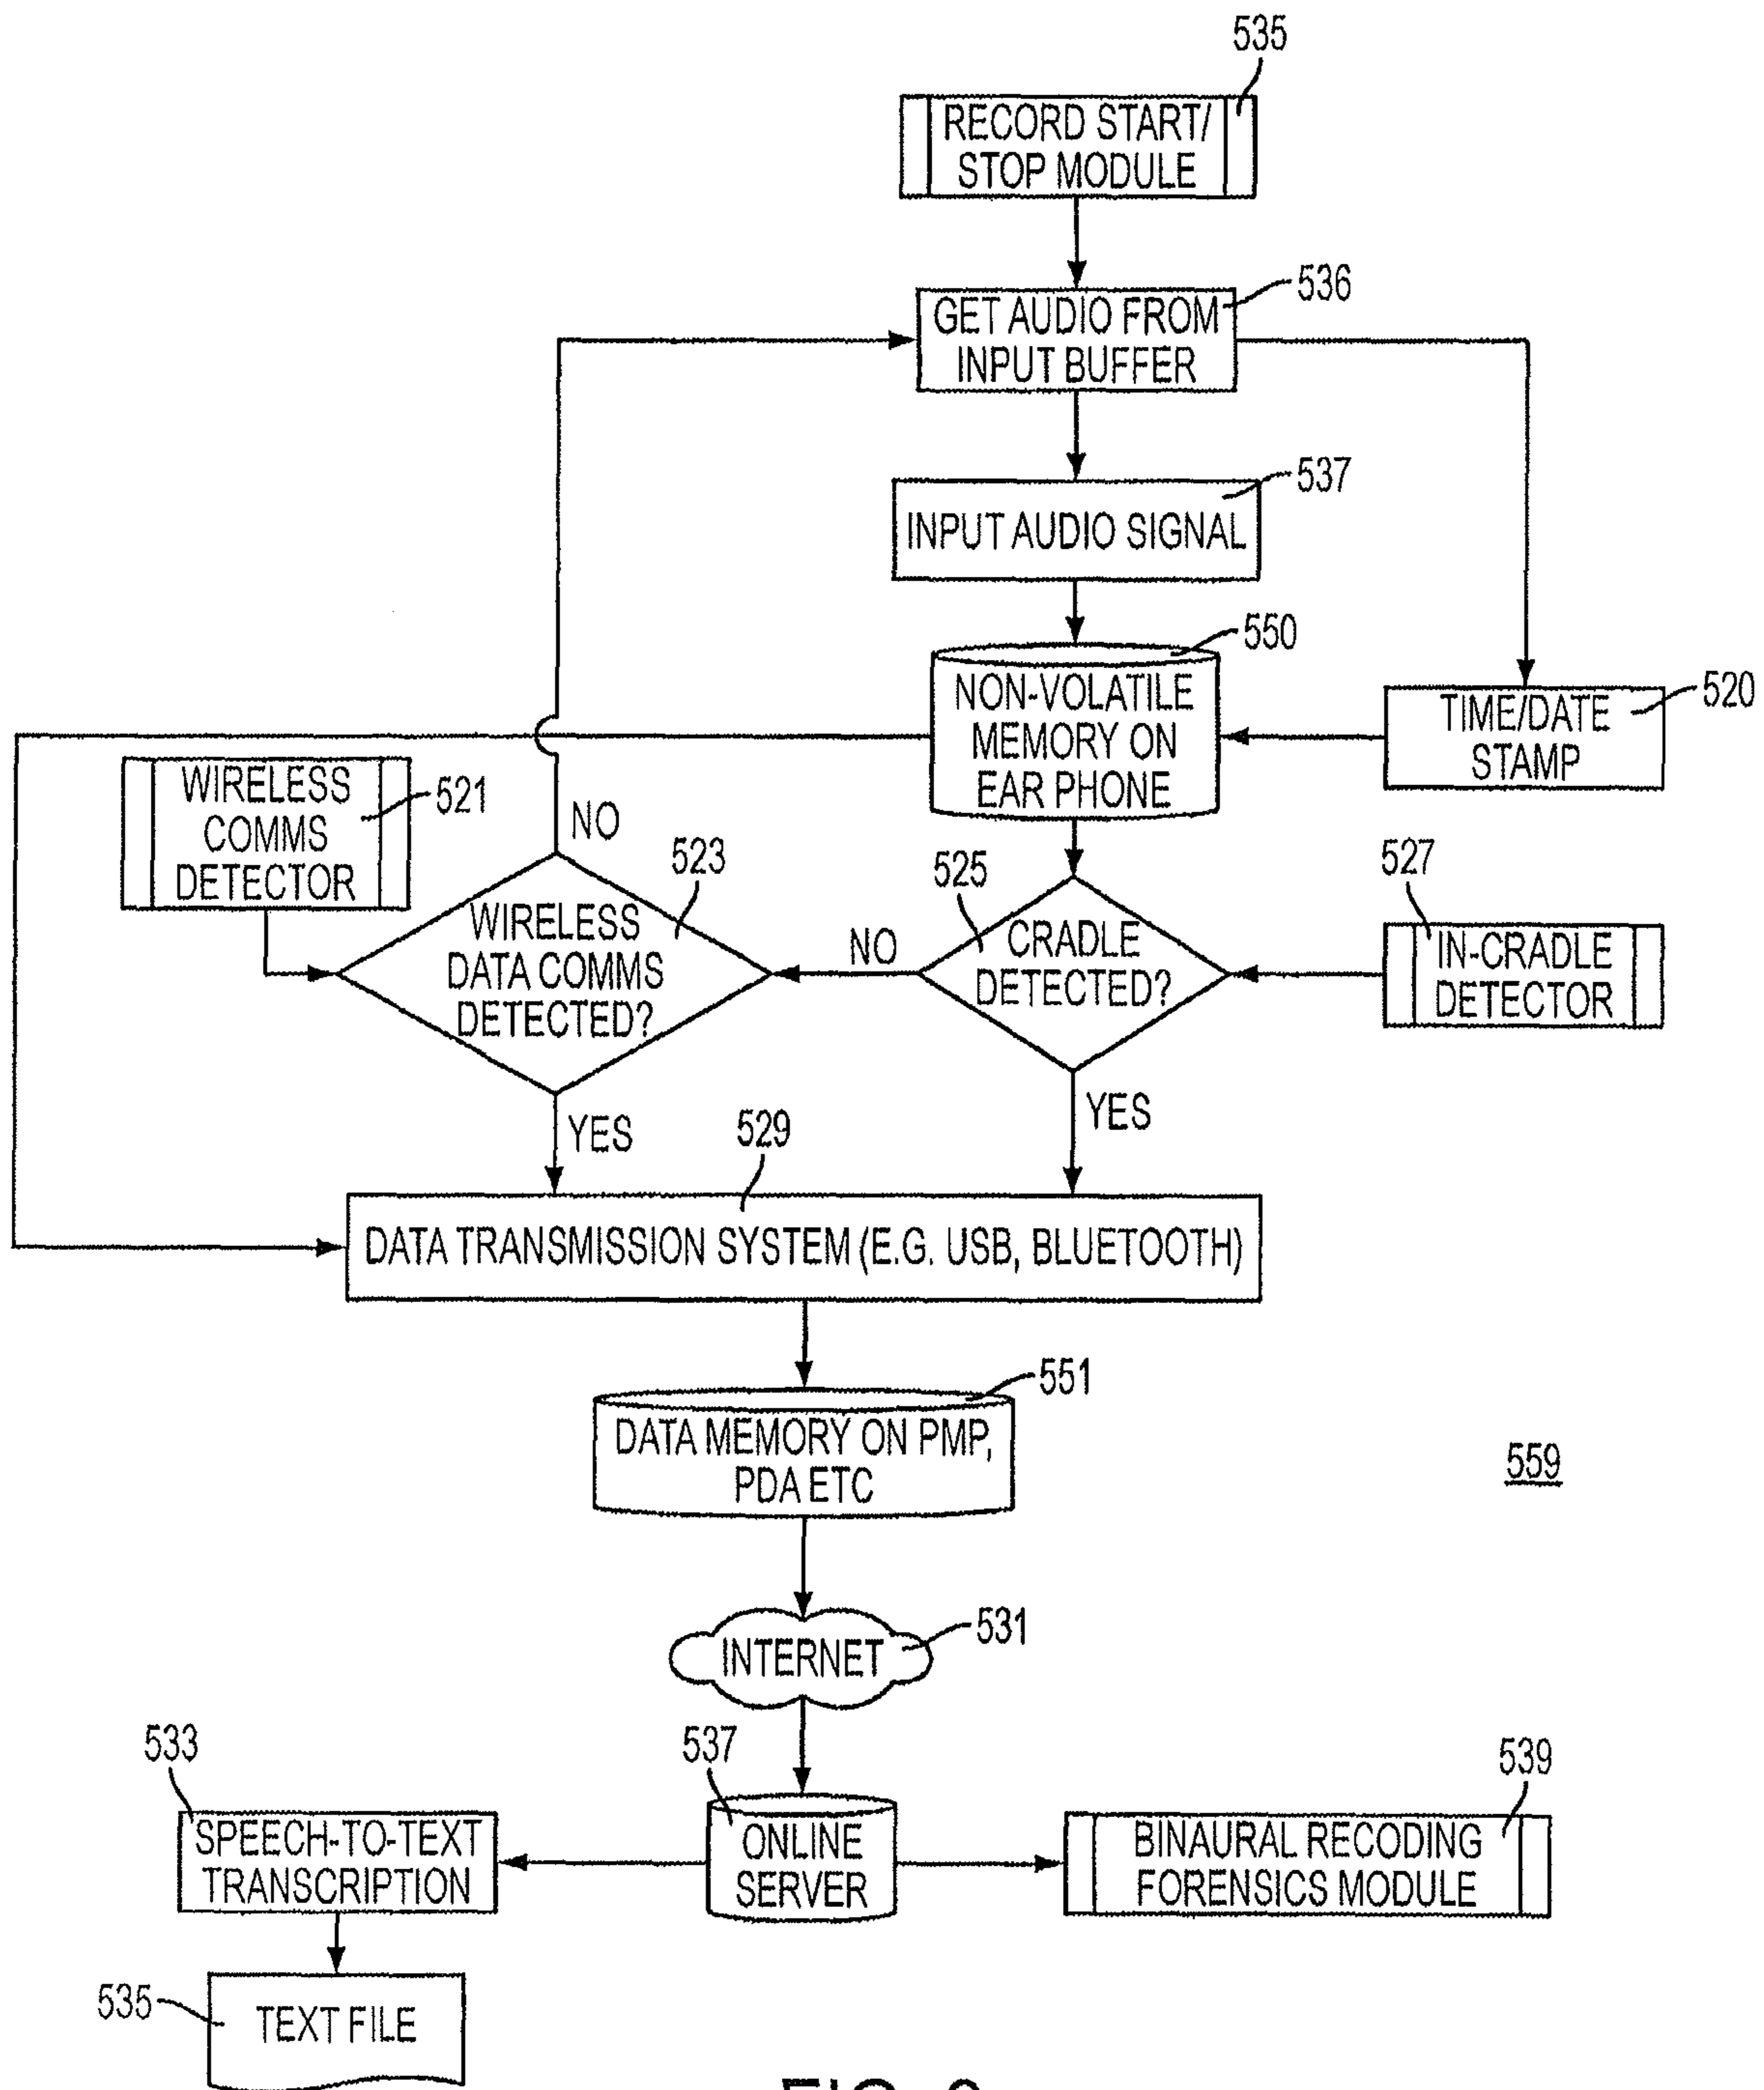 535
RECORD START/
STOP MODULE
536
GET AUDIO FROM
INPUT BUFFER
537
INPUT AUDIO SIGNAL
550
NON-VOLATILE
MEMORY ON
EAR PHONE
520
TIME/DATE
STAMP
WIRELESS
COMMS
DETECTOR
521
NO
523
WIRELESS
DATA COMMS
DETECTED?
NO
525
CRADLE
DETECTED?
527
IN-CRADLE
DETECTOR
YES
YES
529
DATA TRANSMISSION SYSTEM (E.G. USB, BLUETOOTH)
551
DATA MEMORY ON PMP,
PDA ETC
559
INTERNET
531
533
SPEECH-TO-TEXT
TRANSCRIPTION
537
ONLINE
SERVER
539
BINAURAL RECODING
FORENSICS MODULE
535
TEXT FILE